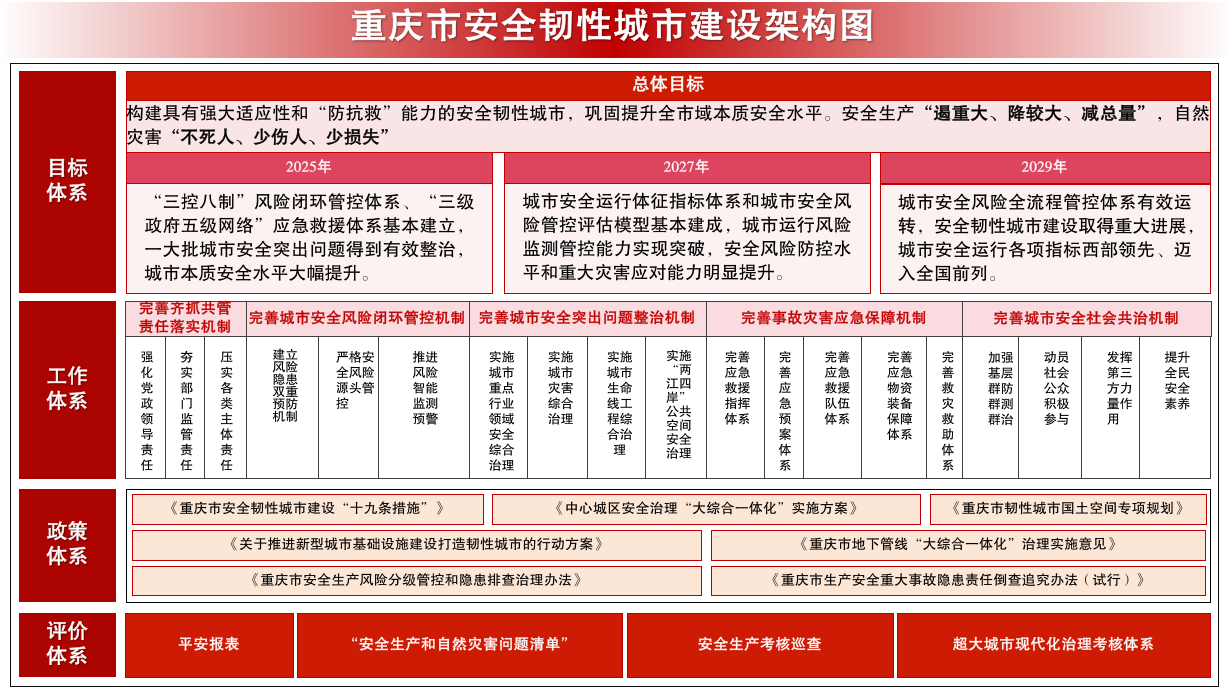 重庆市安全韧性城市建设架构图
目标
体系
总体目标
构建具有强大适应性和“防抗救”能力的安全韧性城市，巩固提升全市域本质安全水平。安全生产“遏重大、降较大、减总量”，自然
灾害“不死人、少伤人、少损失”
2025年
“三控八制”风险闭环管控体系、“三级
政府五级网络”应急救援体系基本建立，
一大批城市安全突出问题得到有效整治，
城市本质安全水平大幅提升。
2027年
城市安全运行体征指标体系和城市安全风
险管控评估模型基本建成，城市运行风险
监测管控能力实现突破，安全风险防控水
平和重大灾害应对能力明显提升。
2029年
城市安全风险全流程管控体系有效运
转，安全韧性城市建设取得重大进展，
城市安全运行各项指标西部领先、迈
入全国前列。
工作
体系
完善齐抓共管
责任落实机制
强化党政领导责任
夯实部门监管责任
压实各类主体责任
完善城市安全风险闭环管控机制
建立风险隐患双重预防机制
严格安全风险源头管控
推进风险智能监测预警
完善城市安全突出问题整治机制
实施城市重点行业领域安全综合治理
实施城市灾害综合治理
实施城市生命线工程综合治理
实施“两江四岸”公共空间安全治理
完善事故灾害应急保障机制
完善应急救援指挥体系
完善应急预案体系
完善应急救援队伍体系
完善应急物资装备保障体系
完善救灾救助体系
完善城市安全社会共治机制
加强基层群防群测群治
动员社会公众积极参与
发挥第三方力量作用
提升全民安全素养
政策
体系
《重庆市安全韧性城市建设“十九条措施”》
《中心城区安全治理“大综合一体化”实施方案》
《重庆市韧性城市国土空间专项规划》
《关于推进新型城市基础设施建设打造韧性城市的行动方案》
《重庆市地下管线“大综合一体化”治理实施意见》
《重庆市安全生产风险分级管控和隐患排查治理办法》
《重庆市生产安全重大事故隐患责任倒查追究办法（试行）》
评价
体系
平安报表
“安全生产和自然灾害问题清单”
安全生产考核巡查
超大城市现代化治理考核体系